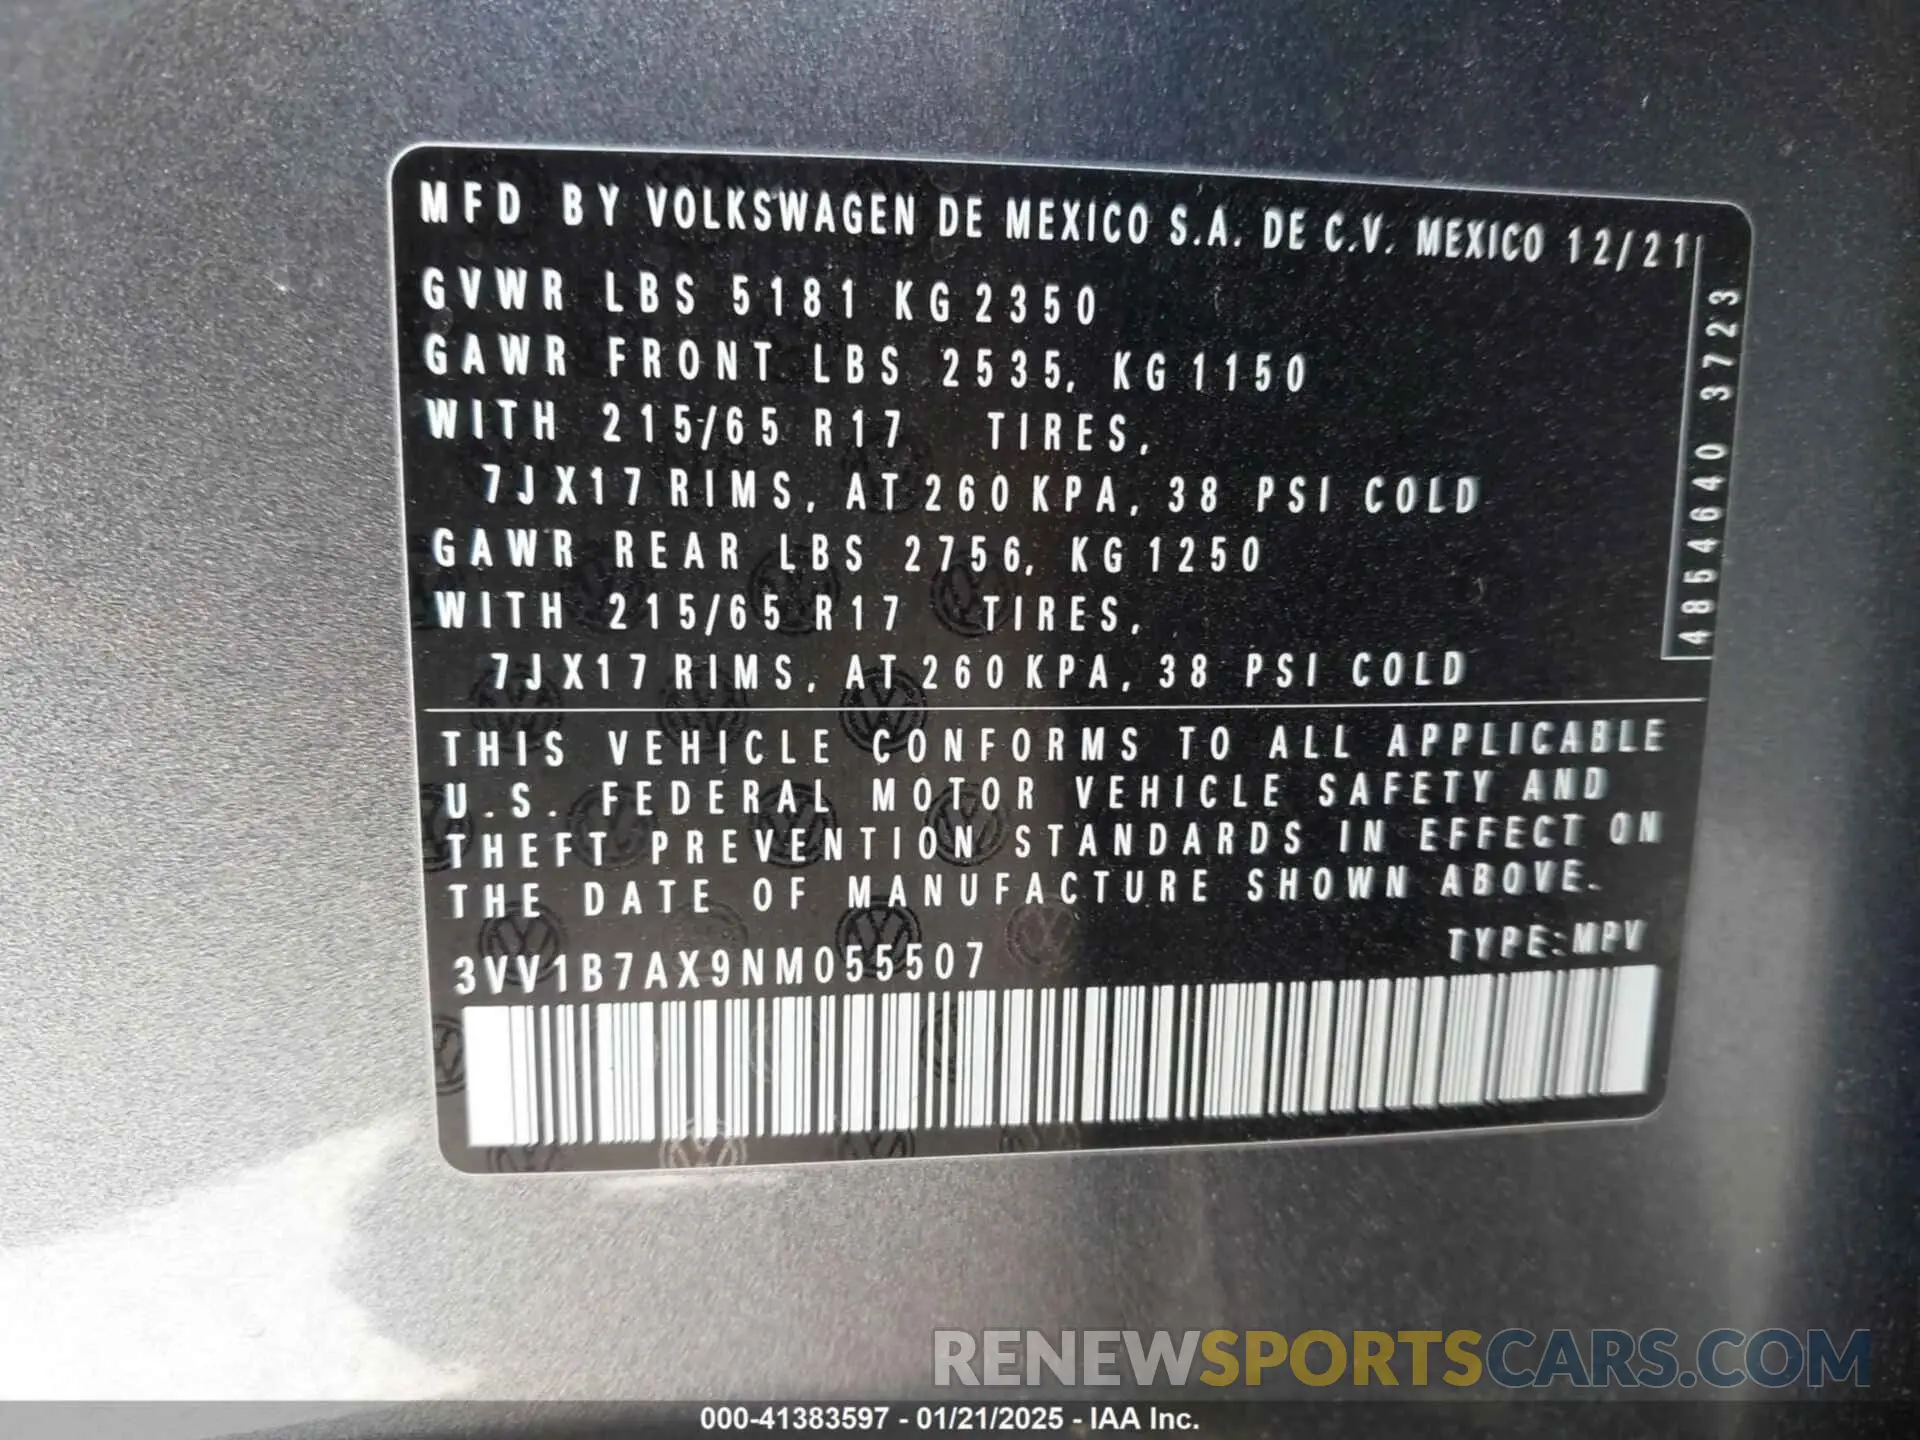 MFD BY VOLKSWAGEN DE MEXICO S.A. DE C.V. MEXICO 12/21
GVWR LBS 5181 KG 2350
GAWR FRONT LBS 2535, KG 1150
WITH 215/65 R17 TIRES,
7JX17 RIMS, AT 260 KPA, 38 PSI COLD
GAWR REAR LBS 2756, KG 1250
WITH 215/65 R17 TIRES,
7JX17 RIMS, AT 260 KPA, 38 PSI COLD
4854640 3723
THIS VEHICLE CONFORMS TO ALL APPLICABLE
U.S. FEDERAL MOTOR VEHICLE SAFETY AND
THEFT PREVENTION STANDARDS IN EFFECT ON
THE DATE OF MANUFACTURE SHOWN ABOVE.
TYPE:MPV
3VV1B7AX9NM055507
RENEWSPORTSCARS.COM
000-41383597 - 01/21/2025 - IAA Inc.